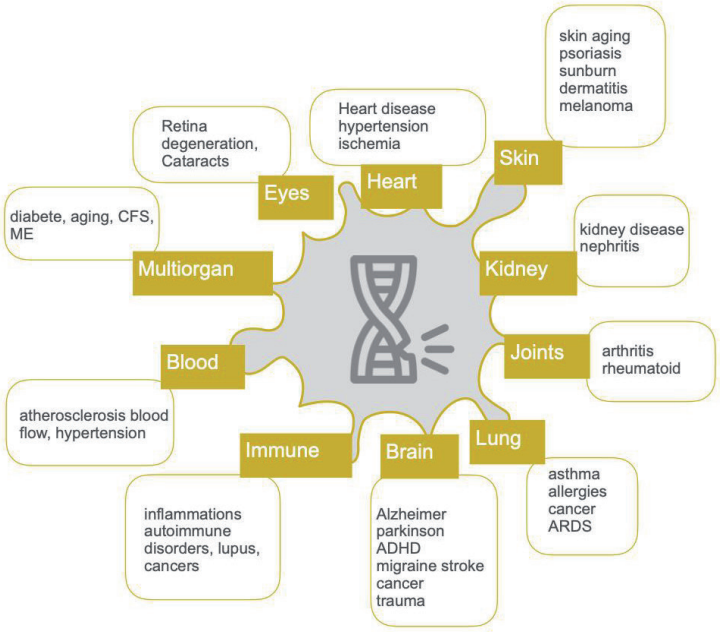 skin aging
psoriasis
sunburn
dermatitis
melanoma
Skin
Heart disease
hypertension
ischemia
Heart
Retina
degeneration,
Cataracts
Eyes
diabete, aging, CFS,
ME
Multiorgan
kidney disease
nephritis
Kidney
Joints
arthritis
rheumatoid
Blood
atherosclerosis blood
flow, hypertension
Immune
inflammations
autoimmune
disorders, lupus,
cancers
Brain
Alzheimer
parkinson
ADHD
migraine stroke
cancer
trauma
Lung
asthma
allergies
cancer
ARDS